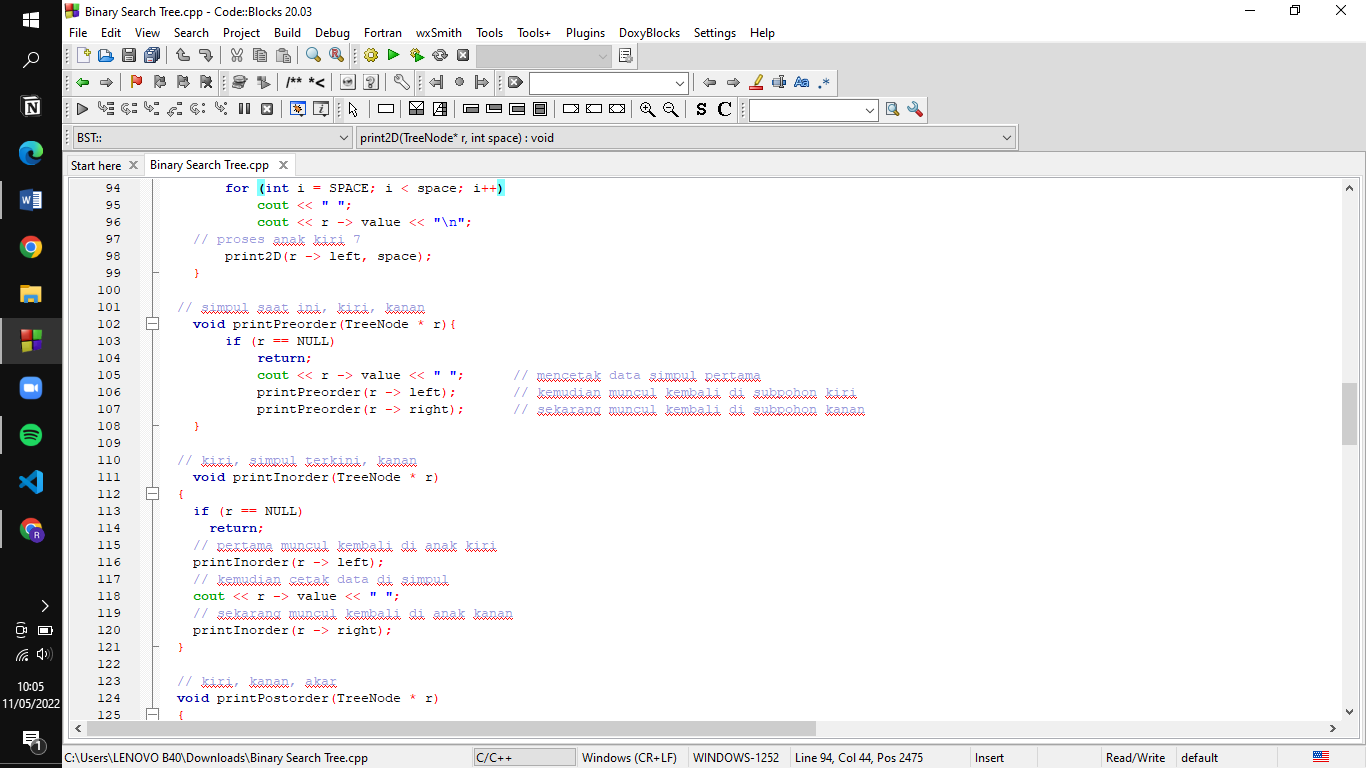 Binary Search Tree.cpp - Code::Blocks 20.03
File Edit View Search Project Build Debug Fortran wxSmith Tools Tools+ Plugins DoxyBlocks Settings Help
/** *<
Aa .*
S C
BST:: print2D(TreeNode* r, int space) : void
Start here Binary Search Tree.cpp
94 for (int i = SPACE; i < space; i++)
95 cout << " ";
96 cout << r -> value << "\n";
97 // proses anak kiri 7
98 print2D(r -> left, space);
99 }
100
101 // simpul saat ini, kiri, kanan
102 void printPreorder(TreeNode * r){
103 if (r == NULL)
104 return;
105 cout << r -> value << " "; // mencetak data simpul pertama
106 printPreorder(r -> left); // kemudian muncul kembali di subpohon kiri
107 printPreorder(r -> right); // sekarang muncul kembali di subpohon kanan
108 }
109
110 // kiri, simpul terkini, kanan
111 void printInorder(TreeNode * r)
112 {
113 if (r == NULL)
114 return;
115 // pertama muncul kembali di anak kiri
116 printInorder(r -> left);
117 // kemudian cetak data di simpul
118 cout << r -> value << " ";
119 // sekarang muncul kembali di anak kanan
120 printInorder(r -> right);
121 }
122
123 // kiri, kanan, akar
124 void printPostorder(TreeNode * r)
125 {
10:05
11/05/2022
1
C:\Users\LENOVO B40\Downloads\Binary Search Tree.cpp C/C++ Windows (CR+LF) WINDOWS-1252 Line 94, Col 44, Pos 2475 Insert Read/Write default